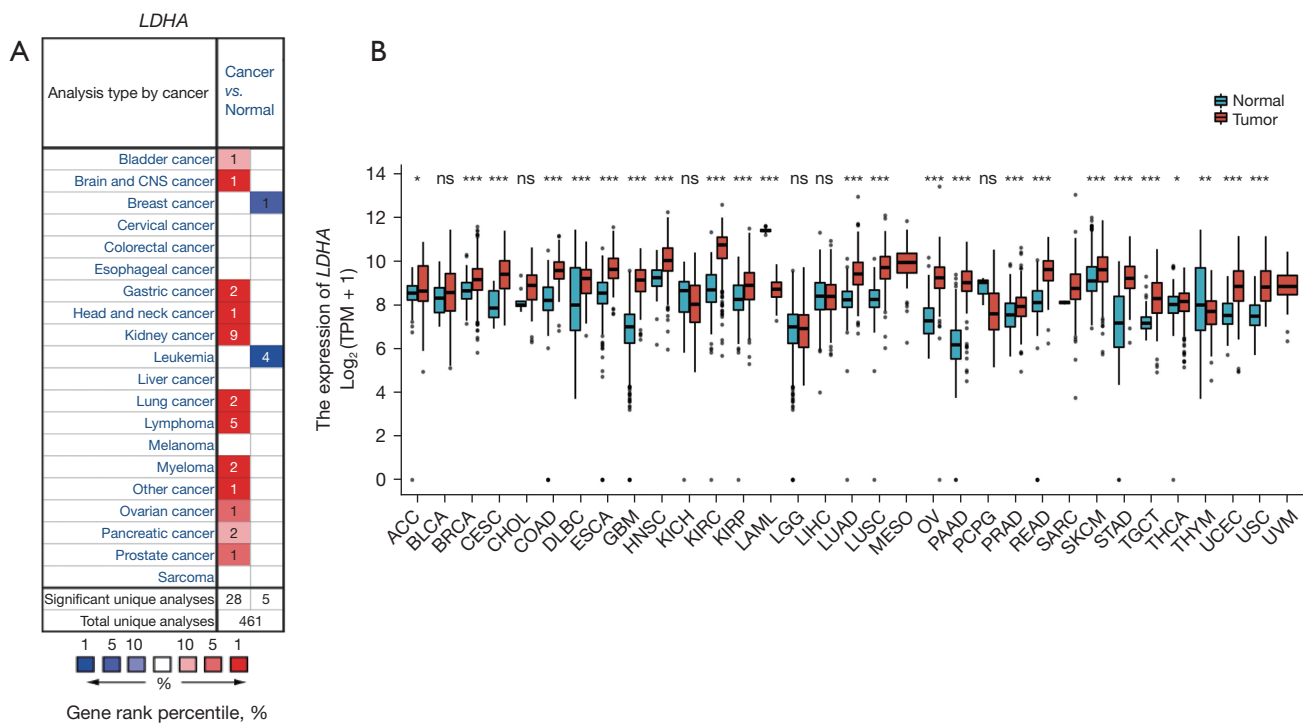 LDHA
A
Analysis type by cancer
Cancer
vs.
Normal
Bladder cancer 1
Brain and CNS cancer 1
Breast cancer 1
Cervical cancer
Colorectal cancer
Esophageal cancer
Gastric cancer 2
Head and neck cancer 1
Kidney cancer 9
Leukemia 4
Liver cancer
Lung cancer 2
Lymphoma 5
Melanoma
Myeloma 2
Other cancer 1
Ovarian cancer 1
Pancreatic cancer 2
Prostate cancer 1
Sarcoma
Significant unique analyses 28 5
Total unique analyses 461
1 5 10 10 5 1
%
Gene rank percentile, %
B
Normal
Tumor
The expression of LDHA
Log₂ (TPM + 1)
14
12
10
8
6
4
2
0
* ns *** *** ns *** *** *** *** *** ns *** *** *** ns ns *** *** *** *** ns *** *** *** *** *** * ** *** ***
ACC
BLCA
BRCA
CESC
CHOL
COAD
DLBC
ESCA
GBM
HNSC
KICH
KIRC
KIRP
LAML
LGG
LIHC
LUAD
LUSC
MESO
OV
PAAD
PCPG
PRAD
READ
SARC
SKCM
STAD
TGCT
THCA
THYM
UCEC
USC
UVM